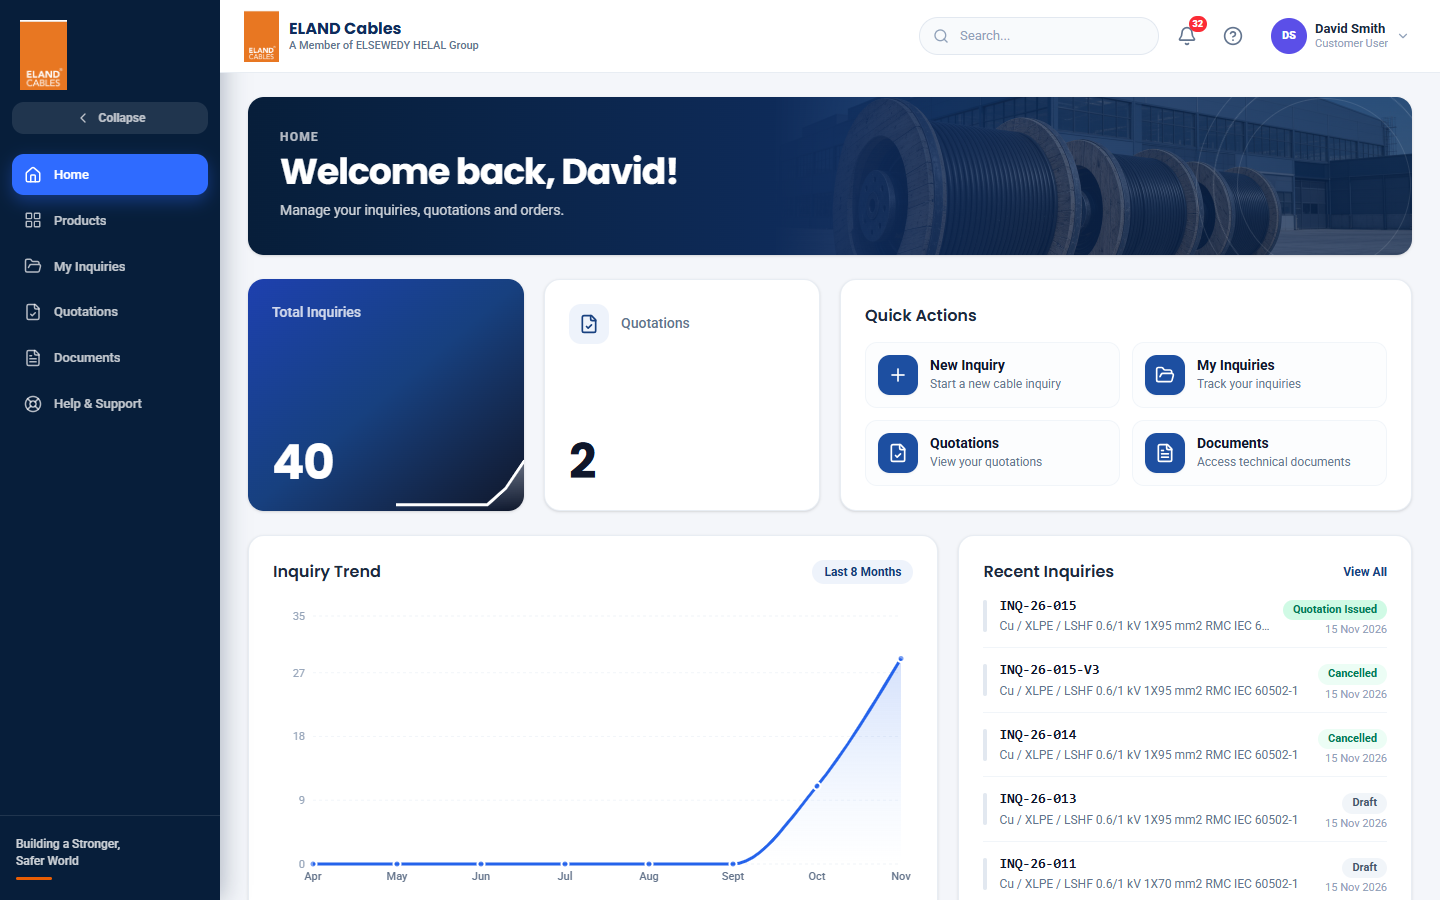 ELAND
CABLES
Collapse
Home
Products
My Inquiries
Quotations
Documents
Help & Support
Building a Stronger,
Safer World
ELAND
CABLES
ELAND Cables
A Member of ELSEWEDY HELAL Group
Search...
32
DS
David Smith
Customer User
HOME
Welcome back, David!
Manage your inquiries, quotations and orders.
Total Inquiries
40
Quotations
2
Quick Actions
New Inquiry
Start a new cable inquiry
My Inquiries
Track your inquiries
Quotations
View your quotations
Documents
Access technical documents
Inquiry Trend
Last 8 Months
35
27
18
9
0
Apr May Jun Jul Aug Sept Oct Nov
Recent Inquiries
View All
INQ-26-015
Quotation Issued
Cu / XLPE / LSHF 0.6/1 kV 1X95 mm2 RMC IEC 6...
15 Nov 2026
INQ-26-015-V3
Cancelled
Cu / XLPE / LSHF 0.6/1 kV 1X95 mm2 RMC IEC 60502-1
15 Nov 2026
INQ-26-014
Cancelled
Cu / XLPE / LSHF 0.6/1 kV 1X95 mm2 RMC IEC 60502-1
15 Nov 2026
INQ-26-013
Draft
Cu / XLPE / LSHF 0.6/1 kV 1X95 mm2 RMC IEC 60502-1
15 Nov 2026
INQ-26-011
Draft
Cu / XLPE / LSHF 0.6/1 kV 1X70 mm2 RMC IEC 60502-1
15 Nov 2026